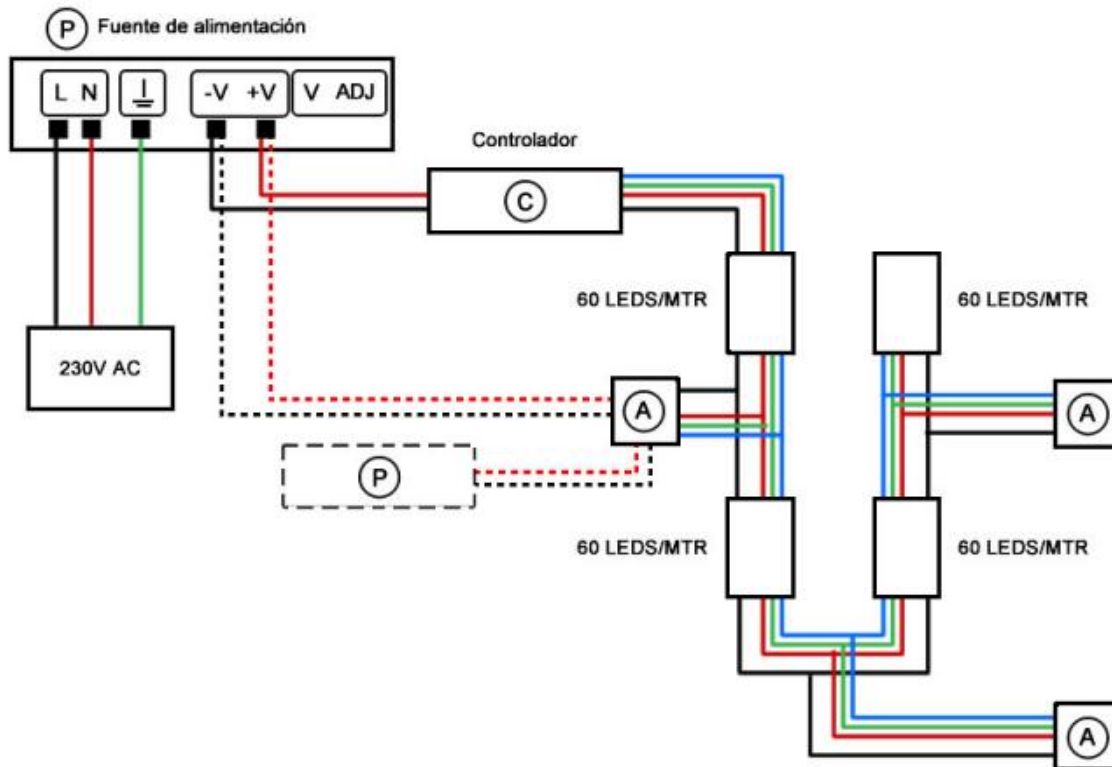 P Fuente de alimentación
L N -V +V V ADJ
Controlador
C
230V AC
60 LEDS/MTR 60 LEDS/MTR
A A
P
60 LEDS/MTR 60 LEDS/MTR
A